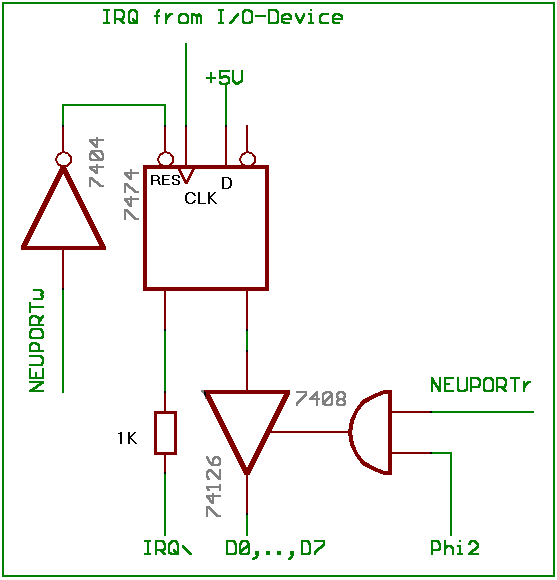 IRQ from I/O-Device
+5V
7404
7474
RES
D
CLK
NEUPORTw
7408
NEUPORTr
1K
74126
IRQ\
D0,..,D7
Phi2